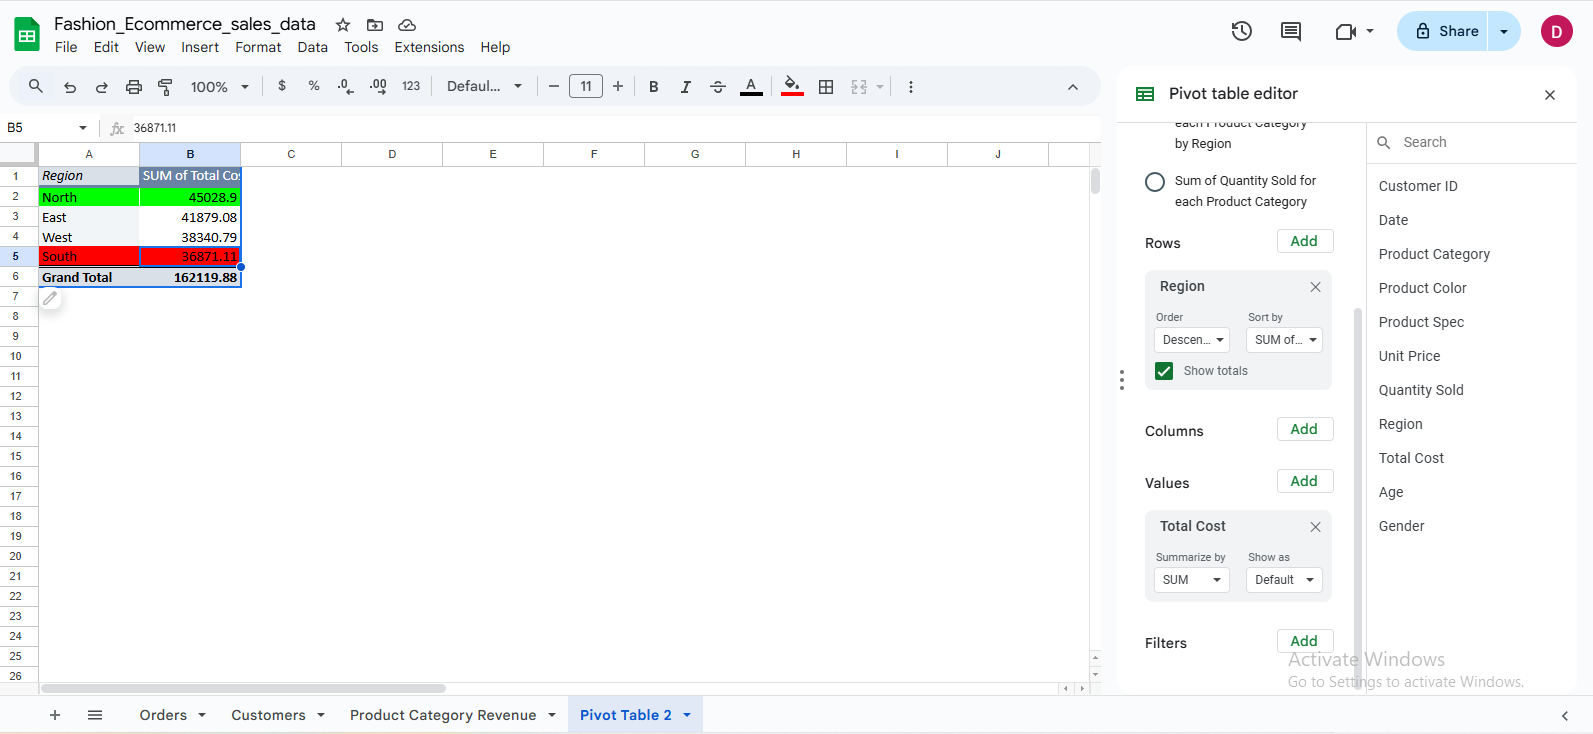 Fashion_Ecommerce_sales_data
File Edit View Insert Format Data Tools Extensions Help
Share
D
100% $ % .0 .00 123 Defaul... − 11 + B I A
B5 fx 36871.11
A B C D E F G H I J
1 Region SUM of Total Co
2 North 45028.9
3 East 41879.08
4 West 38340.79
5 South 36871.11
6 Grand Total 162119.88
7
8
9
10
11
12
13
14
15
16
17
18
19
20
21
22
23
24
25
26
Pivot table editor
each Product Category
by Region
Sum of Quantity Sold for
each Product Category
Rows Add
Region
Order Sort by
Descen... SUM of...
Show totals
Columns Add
Values Add
Total Cost
Summarize by Show as
SUM Default
Filters Add
Search
Customer ID
Date
Product Category
Product Color
Product Spec
Unit Price
Quantity Sold
Region
Total Cost
Age
Gender
Activate Windows
Go to Settings to activate Windows.
+ Orders Customers Product Category Revenue Pivot Table 2